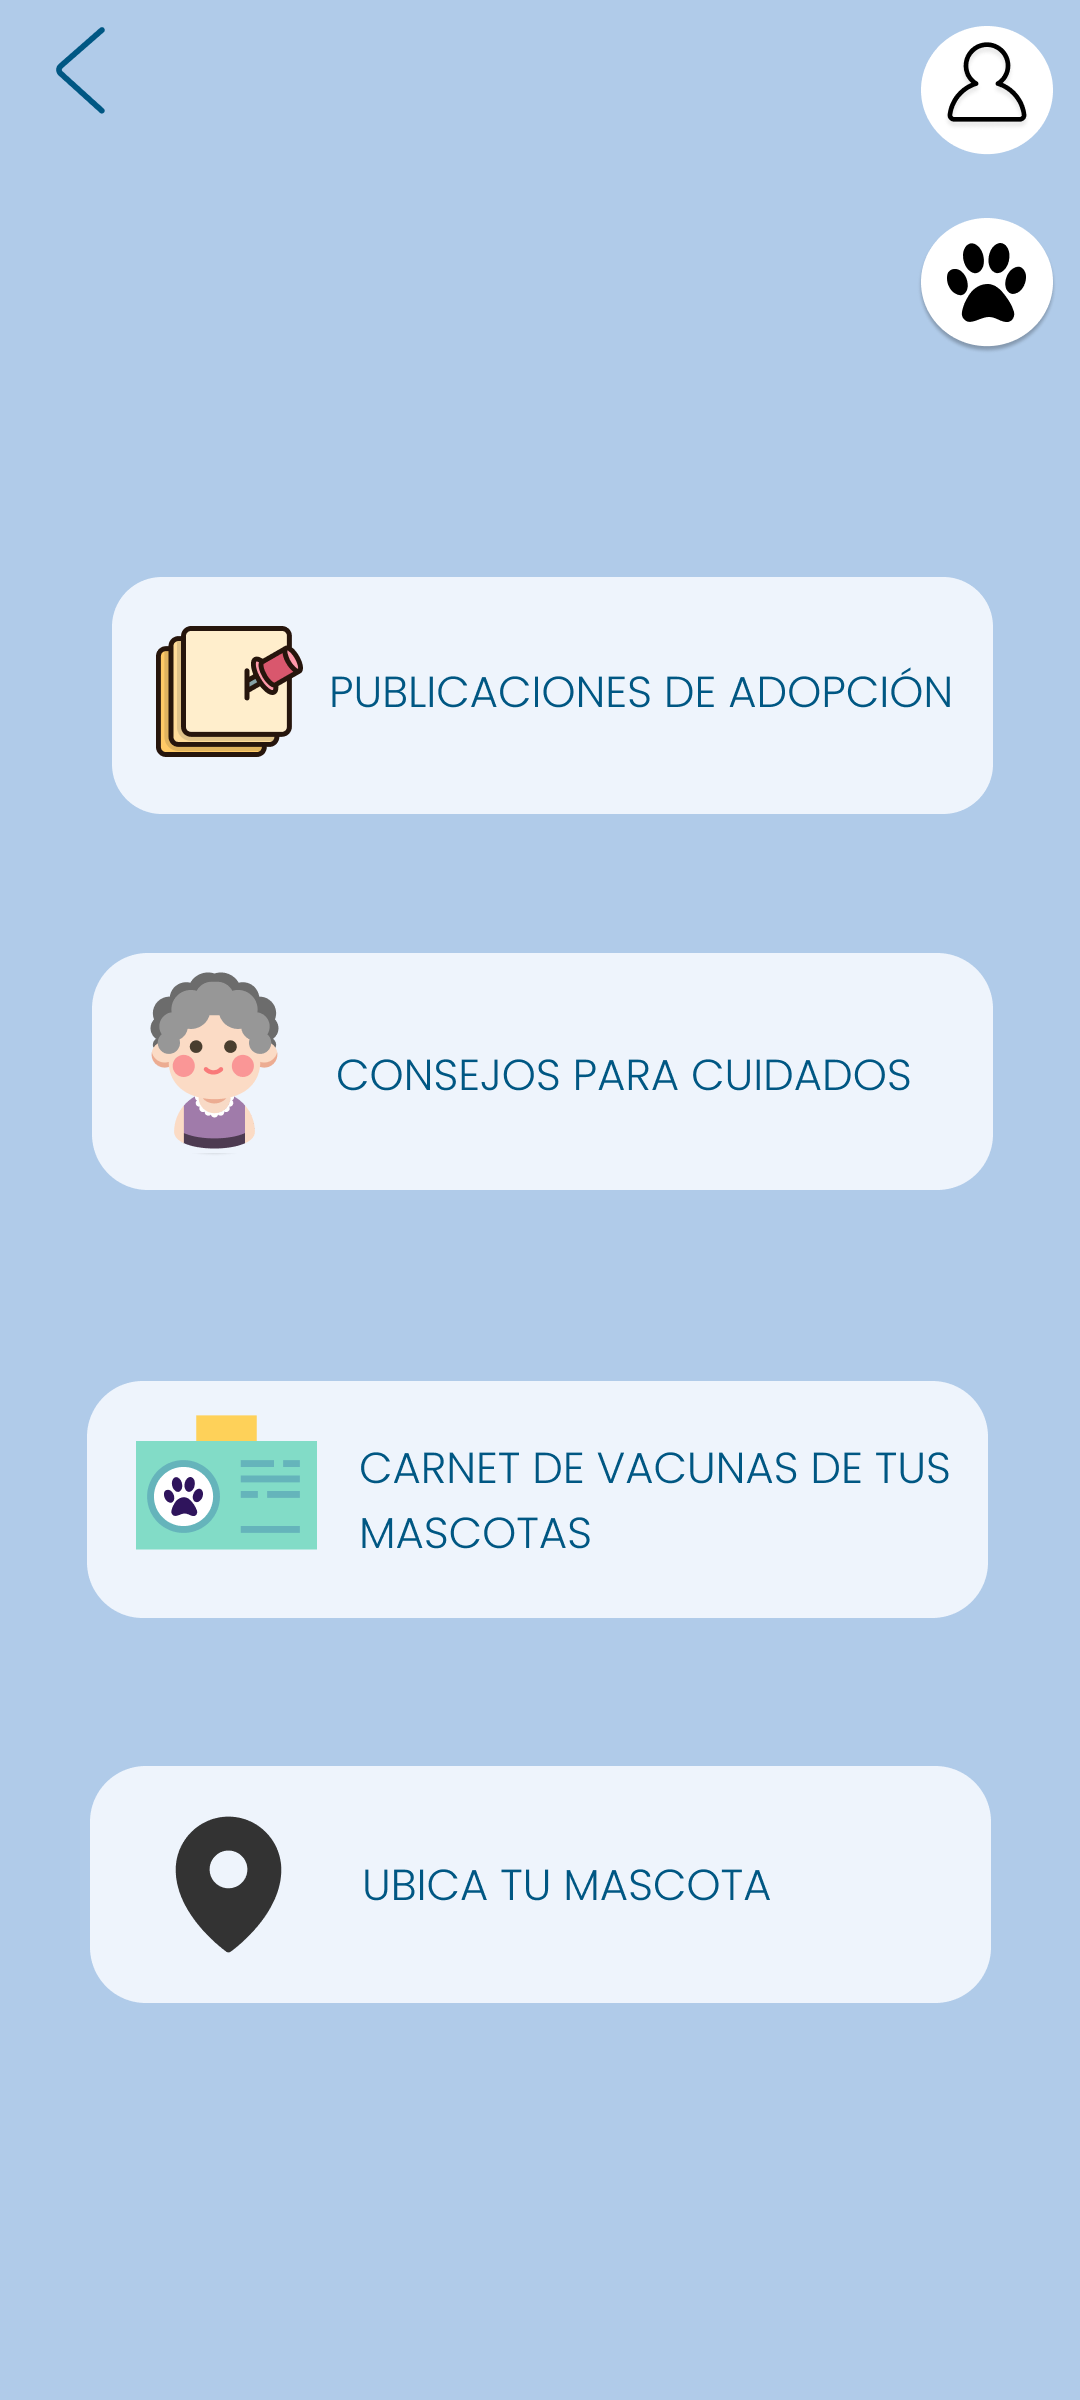 PUBLICACIONES DE ADOPCIÓN
CONSEJOS PARA CUIDADOS
CARNET DE VACUNAS DE TUS
MASCOTAS
UBICA TU MASCOTA